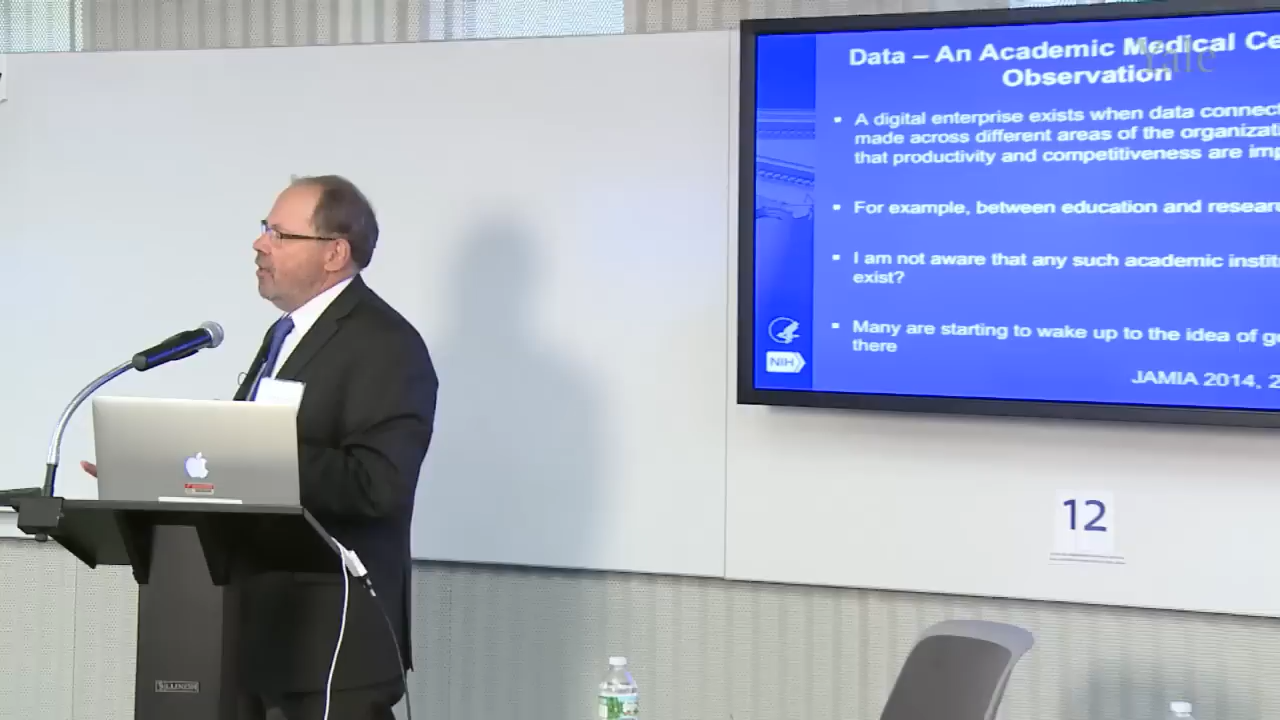 Data – An Academic Medical Ce
Observation
Yale
▪ A digital enterprise exists when data connect
made across different areas of the organizati
that productivity and competitiveness are imp
▪ For example, between education and resear
▪ I am not aware that any such academic instit
exist?
▪ Many are starting to wake up to the idea of g
there
NIH
JAMIA 2014, 2
12